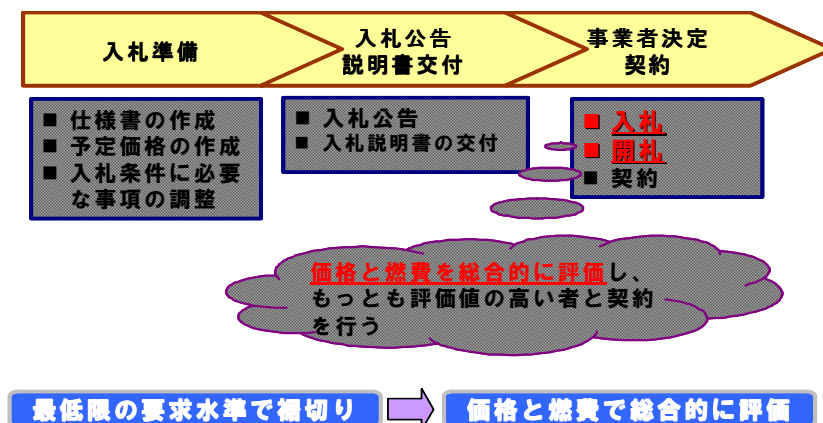 入札準備
入札公告
説明書交付
事業者決定
契約
■ 仕様書の作成
■ 予定価格の作成
■ 入札条件に必要
な事項の調整
■ 入札公告
■ 入札説明書の交付
■ 入札
■ 開札
■ 契約
価格と燃費を総合的に評価し、
もっとも評価値の高い者と契約
を行う
最低限の要求水準で裾切り
価格と燃費で総合的に評価